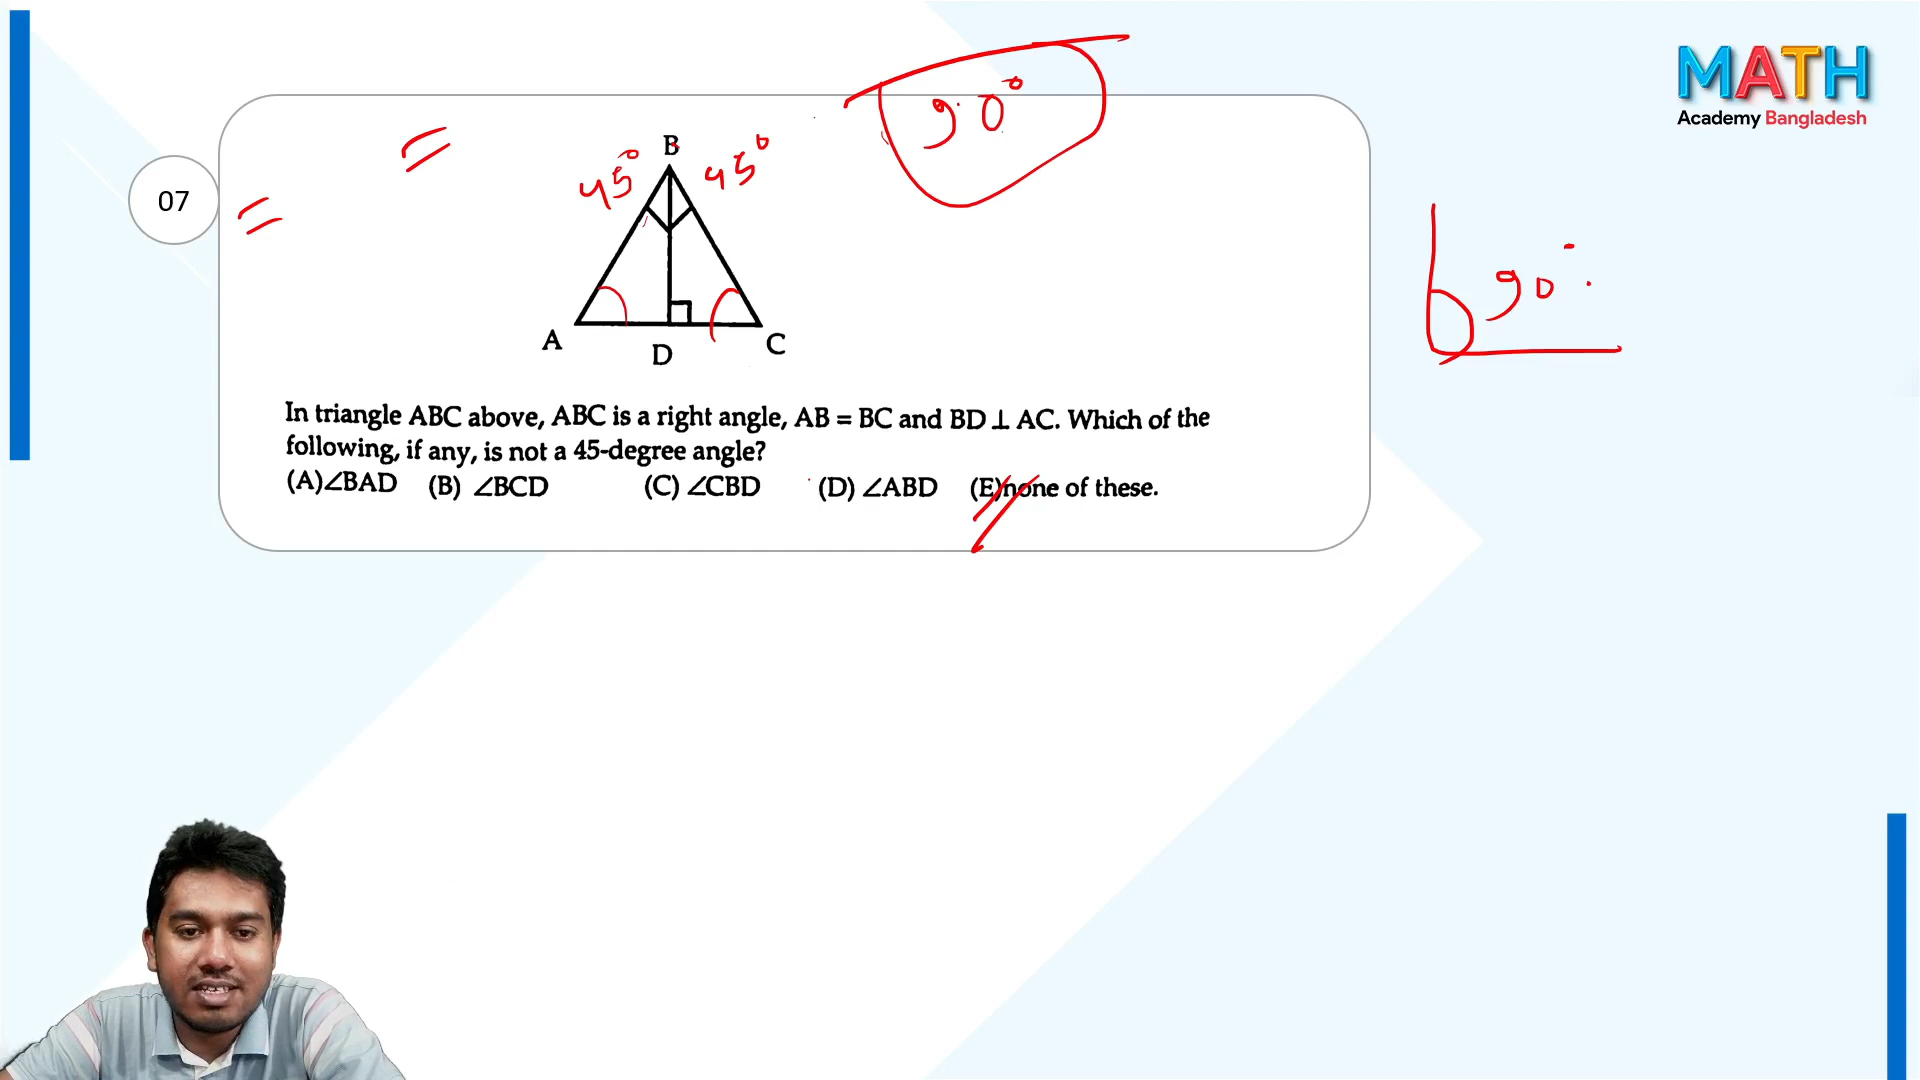 MATH
Academy Bangladesh
90°
07
B
45° 45°
90°
A
D
C
In triangle ABC above, ABC is a right angle, AB = BC and BD ⊥ AC. Which of the
following, if any, is not a 45-degree angle?
(A)∠BAD (B) ∠BCD (C) ∠CBD (D) ∠ABD (E)none of these.